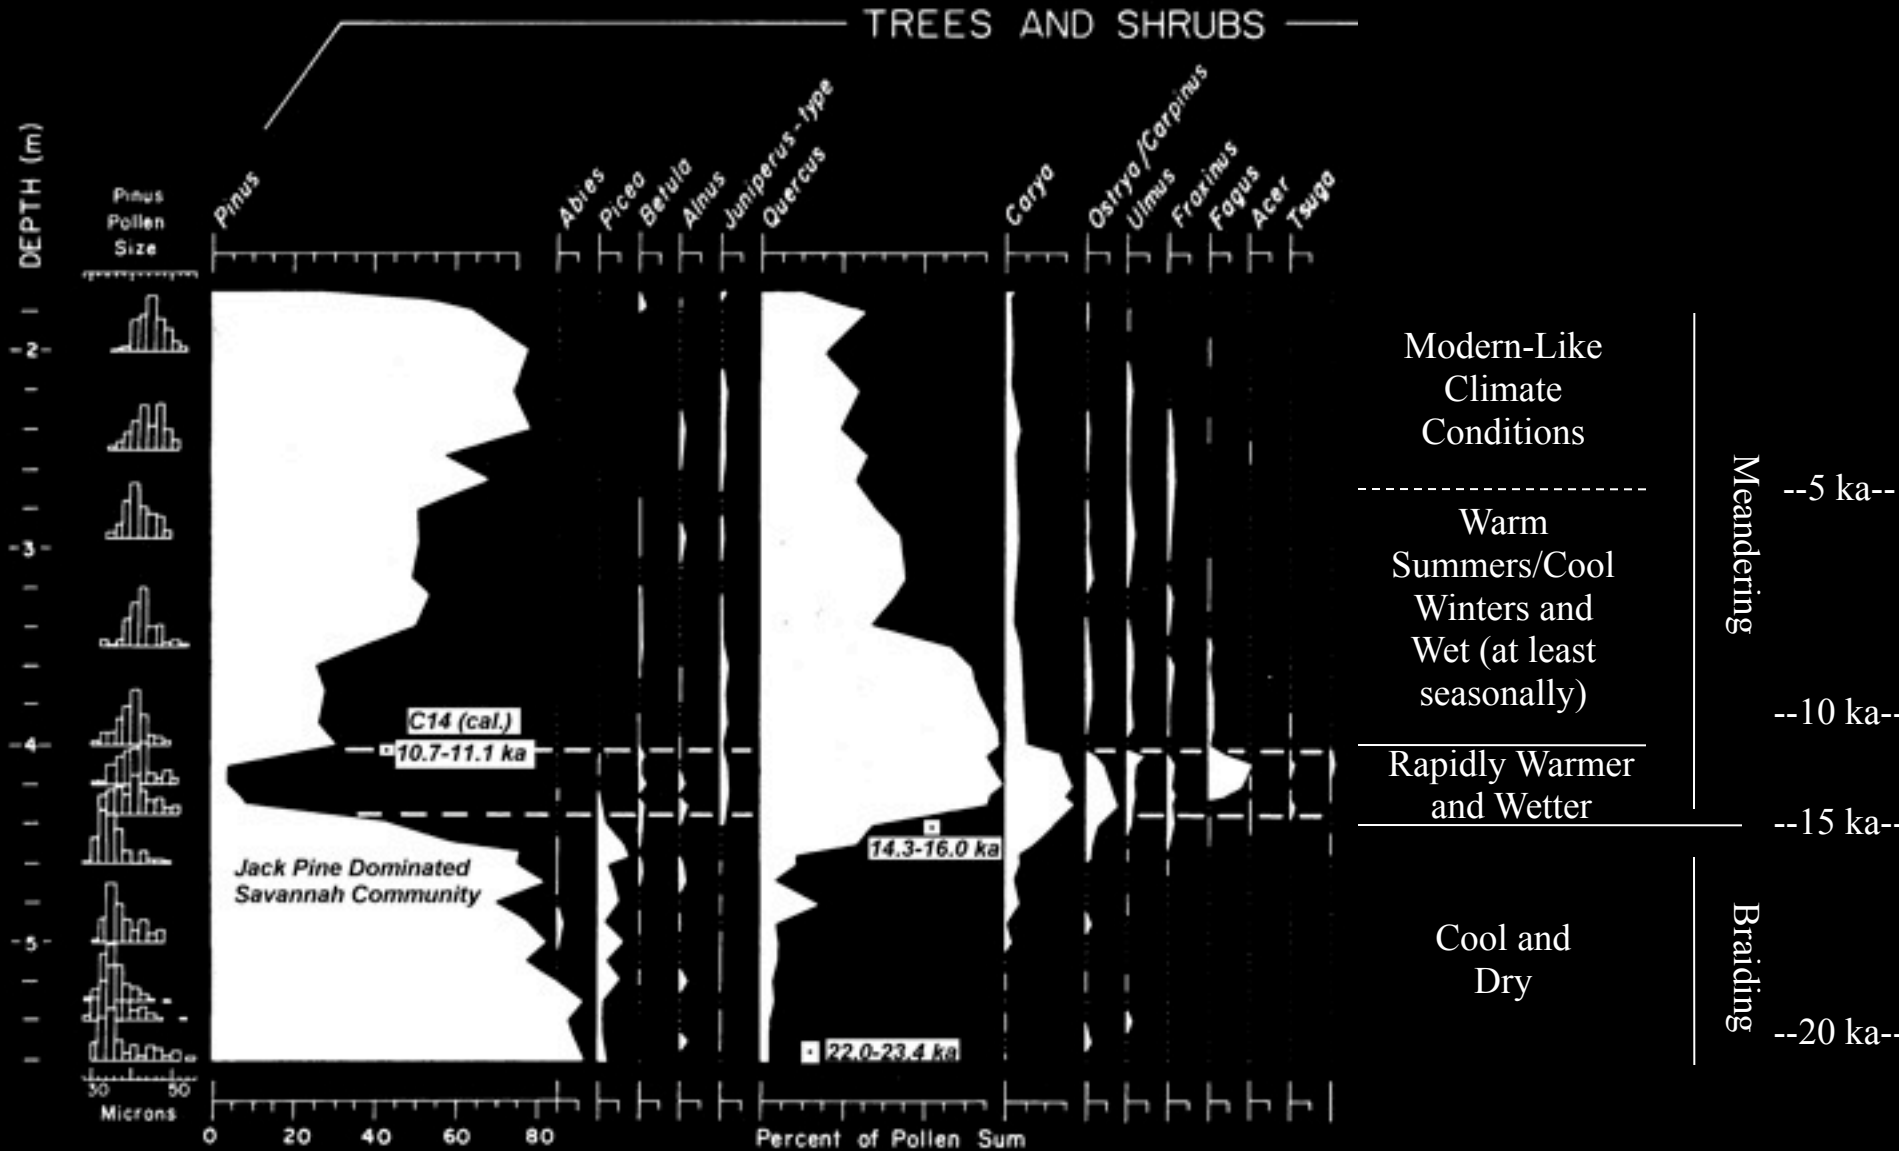 TREES AND SHRUBS
DEPTH (m)
Pinus
Pollen
Size
Pinus
Abies
Picea
Betula
Alnus
Juniperus-type
Quercus
Carya
Ostrya/Carpinus
Ulmus
Fraxinus
Fagus
Acer
Tsuga
-2-
-3-
-4-
-5-
C14 (cal.)
10.7-11.1 ka
14.3-16.0 ka
22.0-23.4 ka
Jack Pine Dominated
Savannah Community
30 50
Microns
0 20 40 60 80
Percent of Pollen Sum
Modern-Like
Climate
Conditions
Warm
Summers/Cool
Winters and
Wet (at least
seasonally)
Rapidly Warmer
and Wetter
Cool and
Dry
Meandering
Braiding
--5 ka--
--10 ka--
--15 ka--
--20 ka--